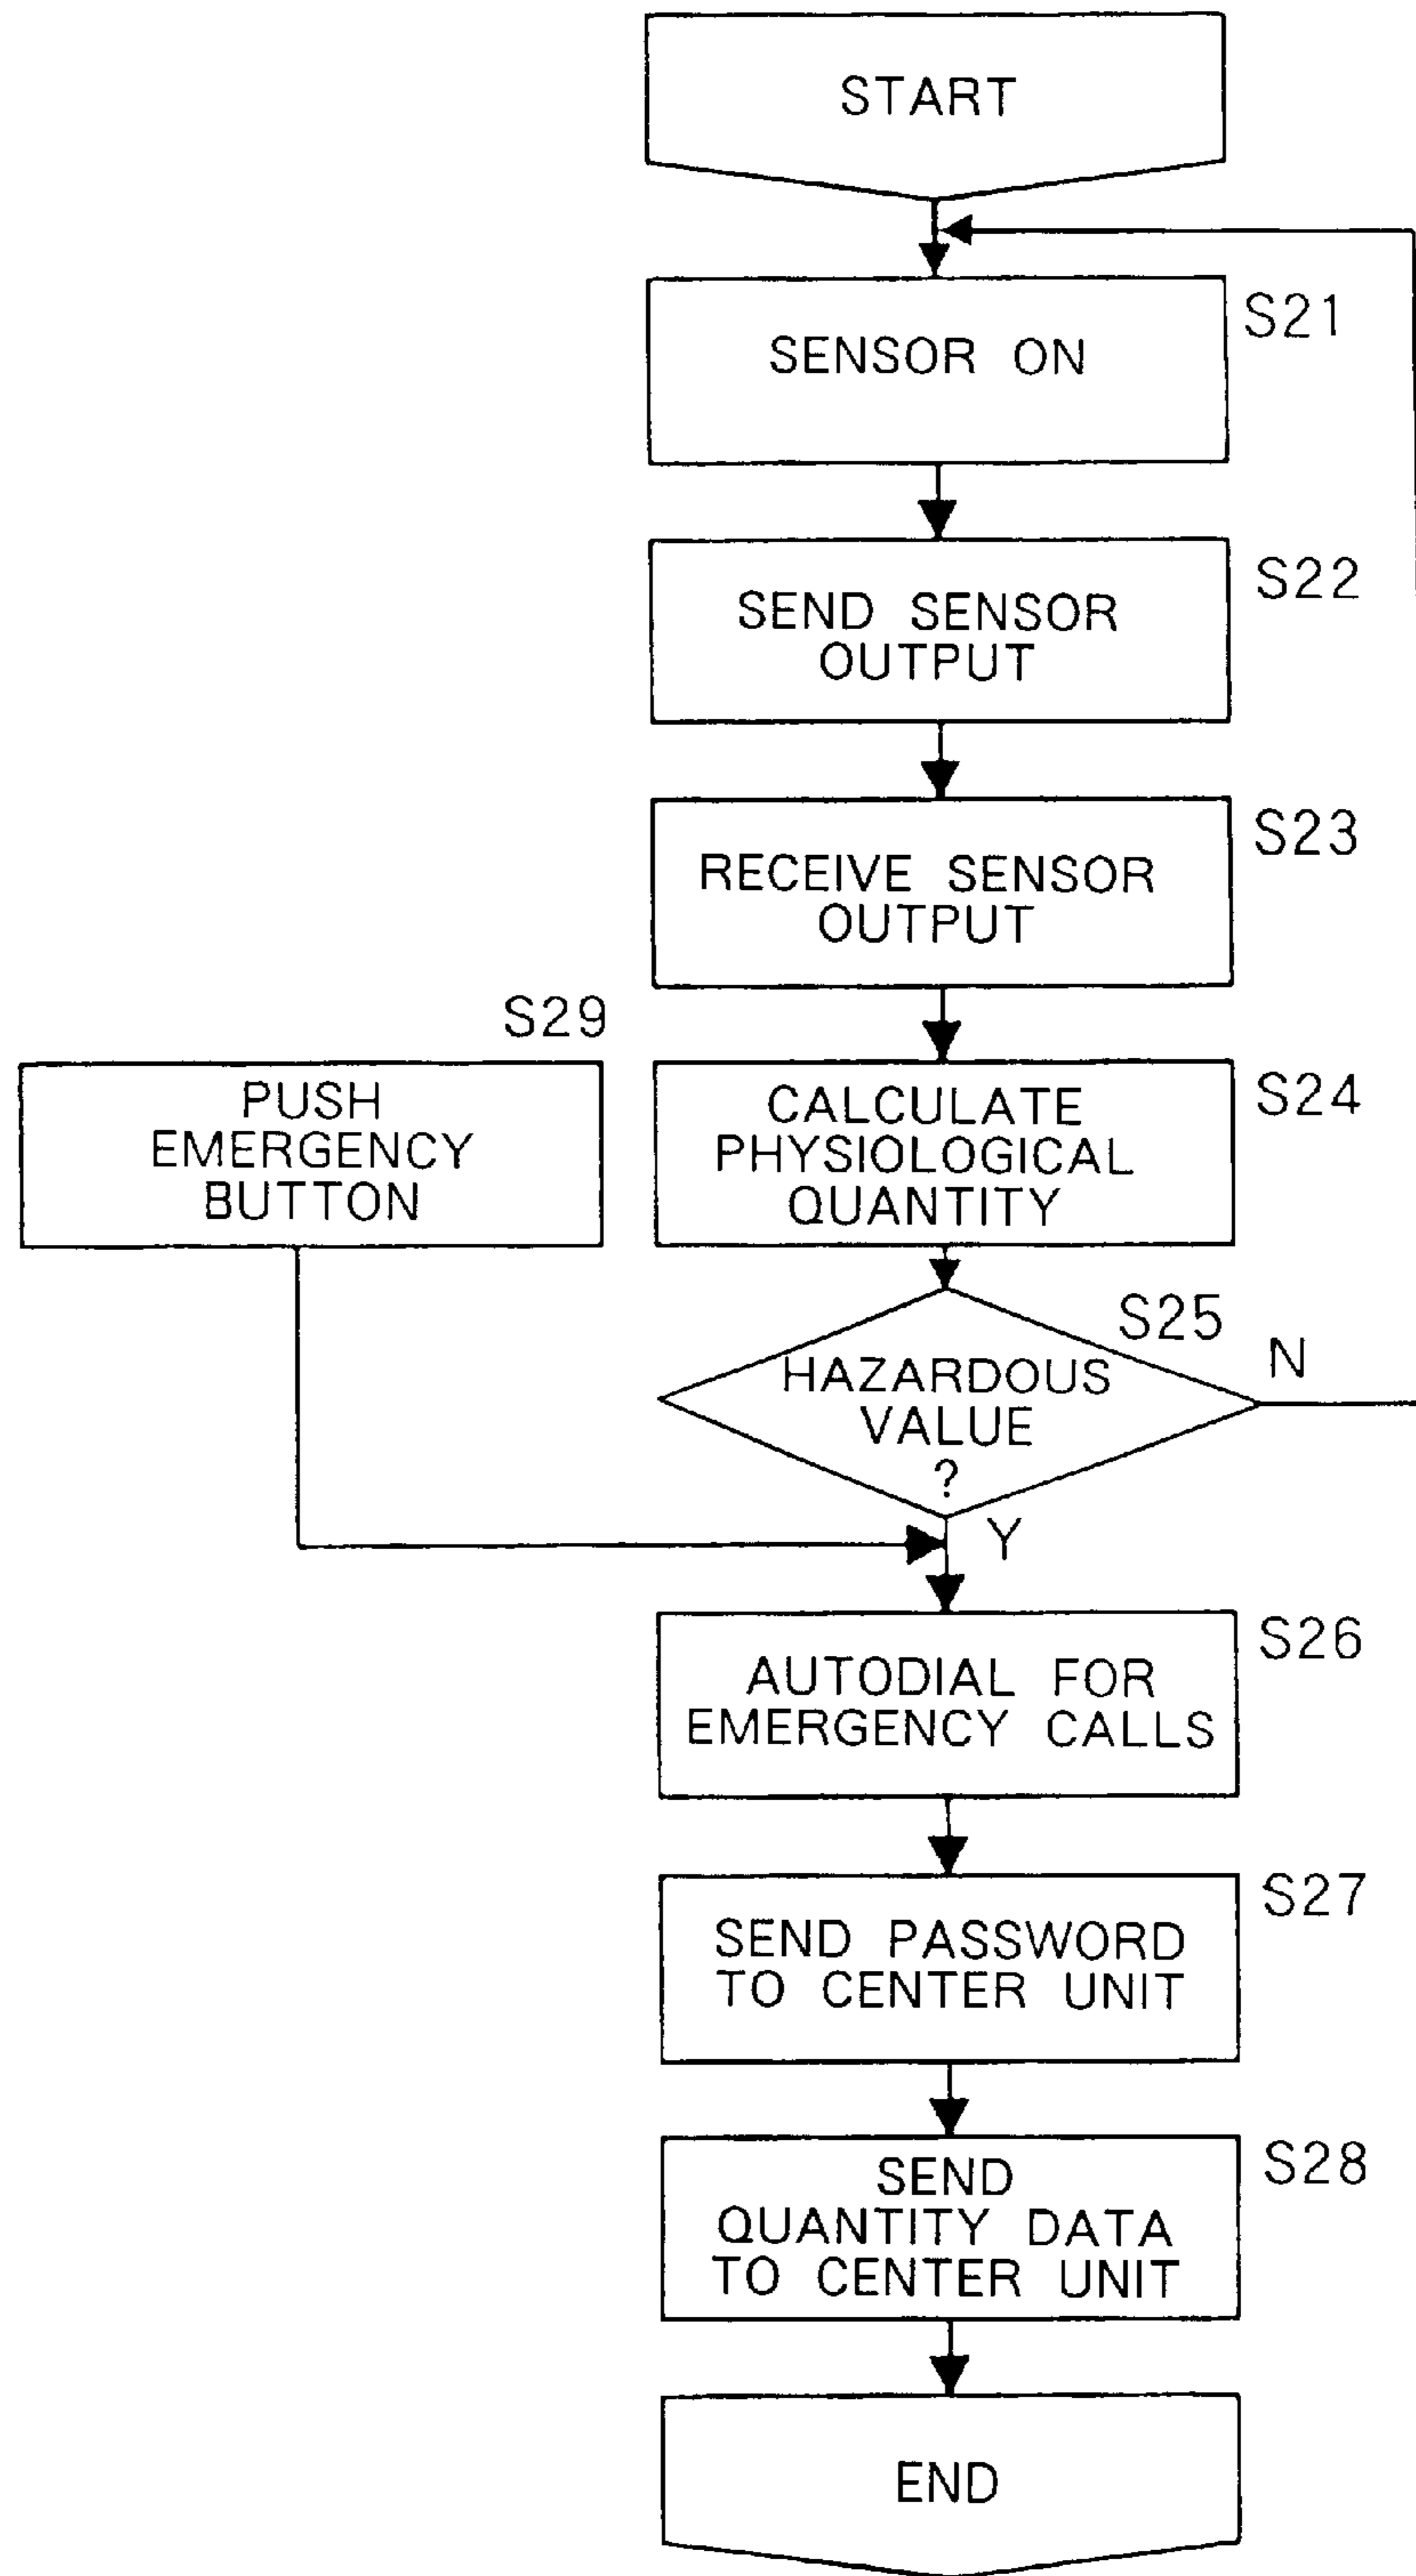 START
SENSOR ON
S21
SEND SENSOR
OUTPUT
S22
RECEIVE SENSOR
OUTPUT
S23
S29
PUSH
EMERGENCY
BUTTON
CALCULATE
PHYSIOLOGICAL
QUANTITY
S24
S25
HAZARDOUS
VALUE
?
N
Y
AUTODIAL FOR
EMERGENCY CALLS
S26
SEND PASSWORD
TO CENTER UNIT
S27
SEND
QUANTITY DATA
TO CENTER UNIT
S28
END